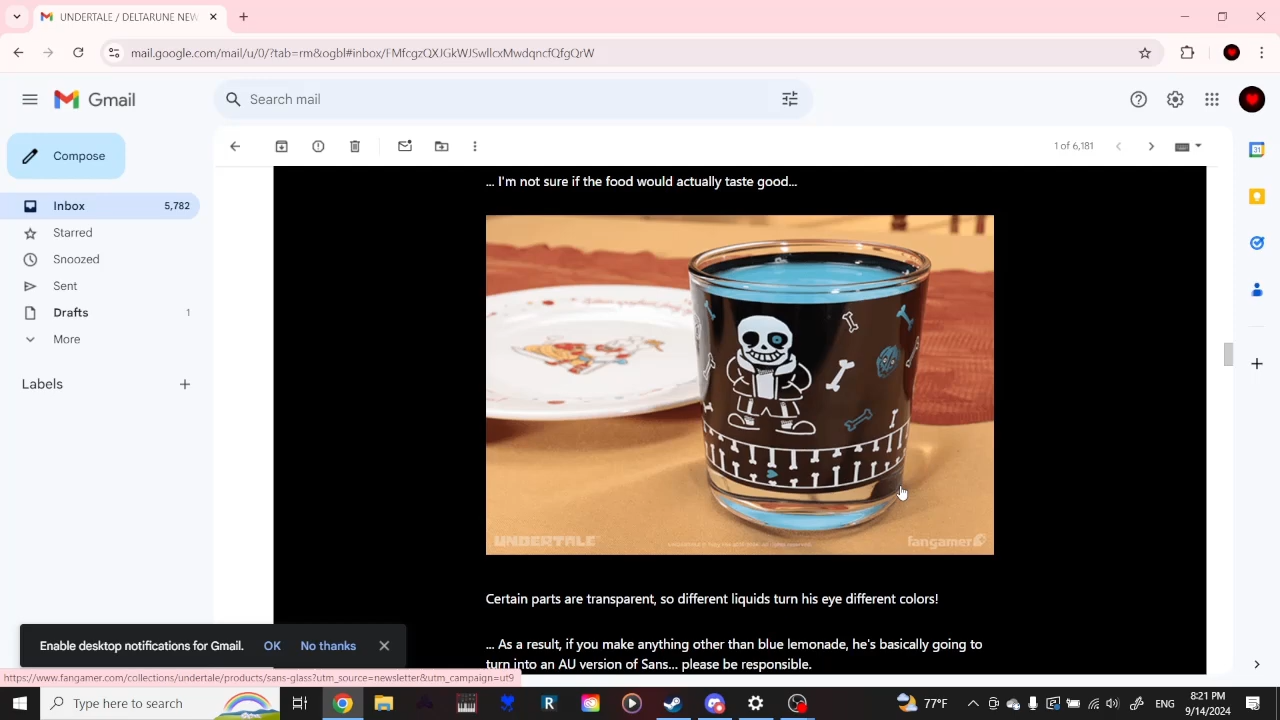 UNDERTALE / DELTARUNE NEW
mail.google.com/mail/u/0/?tab=rm&ogbl#inbox/FMfcgzQXJGkWJSwlloxMwdqncfQfgQrW
Gmail
Search mail
Compose
1 of 6,181
Inbox 5,782
Starred
Snoozed
Sent
Drafts 1
More
Labels
31
... I'm not sure if the food would actually taste good...
UNDERTALE
fangamer
Certain parts are transparent, so different liquids turn his eye different colors!
... As a result, if you make anything other than blue lemonade, he's basically going to
turn into an AU version of Sans... please be responsible.
Enable desktop notifications for Gmail. OK No thanks
https://www.fangamer.com/collections/undertale/products/sans-glass?utm_source=newsletter&utm_campaign=ut9
Type here to search
77°F
ENG
8:21 PM
9/14/2024